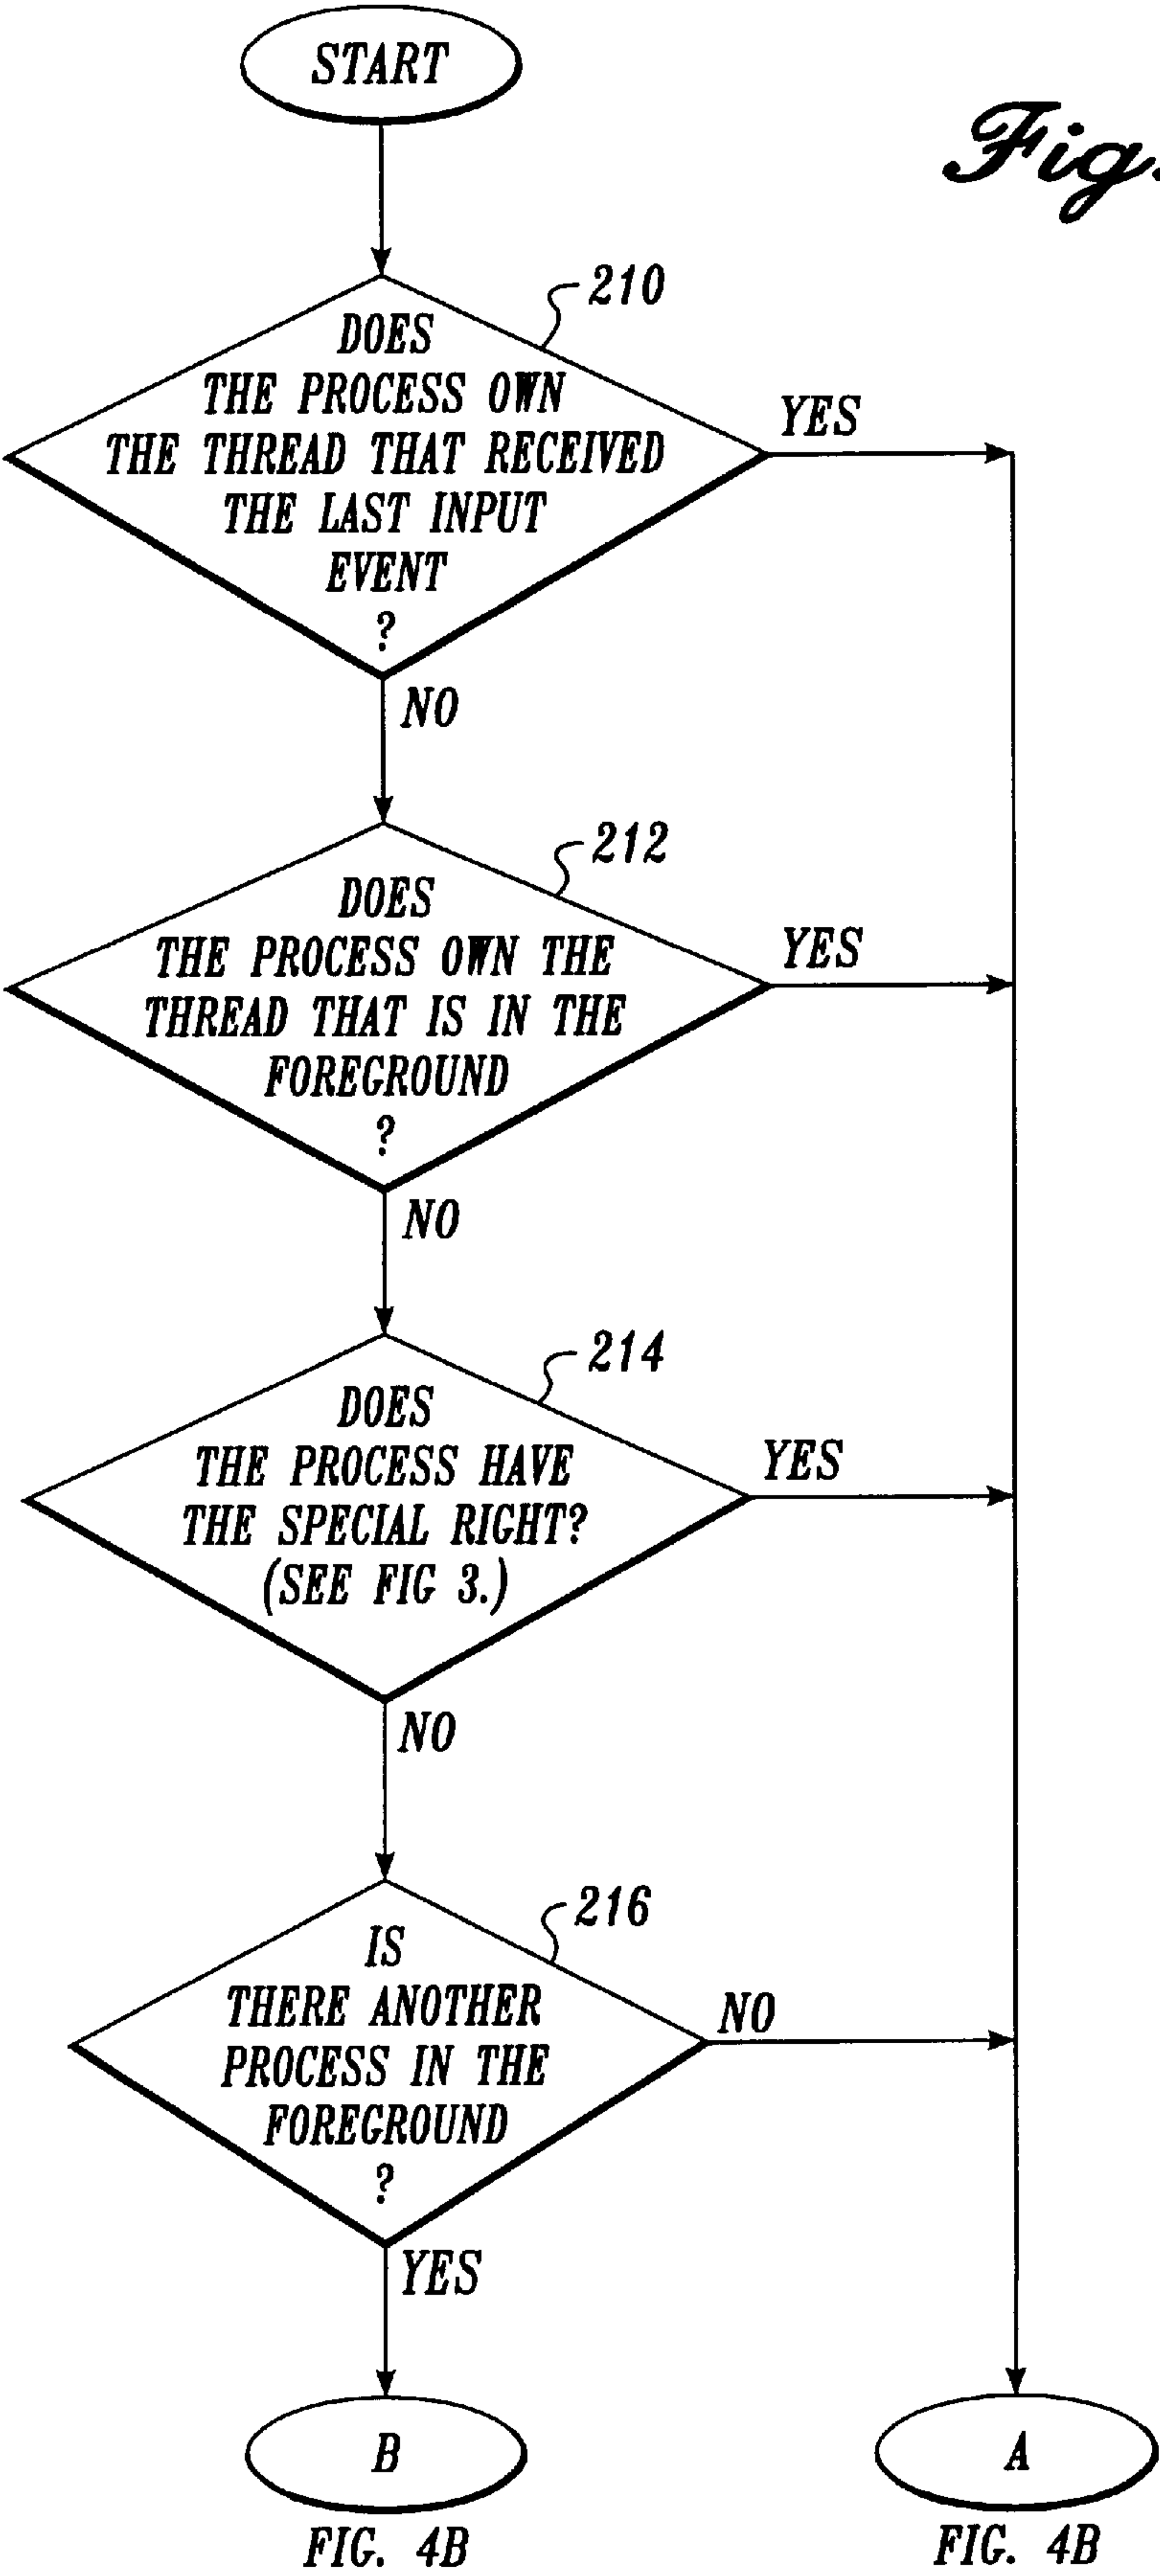 START
Fig.
210
DOES
THE PROCESS OWN
THE THREAD THAT RECEIVED
THE LAST INPUT
EVENT
?
YES
NO
212
DOES
THE PROCESS OWN THE
THREAD THAT IS IN THE
FOREGROUND
?
YES
NO
214
DOES
THE PROCESS HAVE
THE SPECIAL RIGHT?
(SEE FIG 3.)
YES
NO
216
IS
THERE ANOTHER
PROCESS IN THE
FOREGROUND
?
NO
YES
B
A
FIG. 4B
FIG. 4B